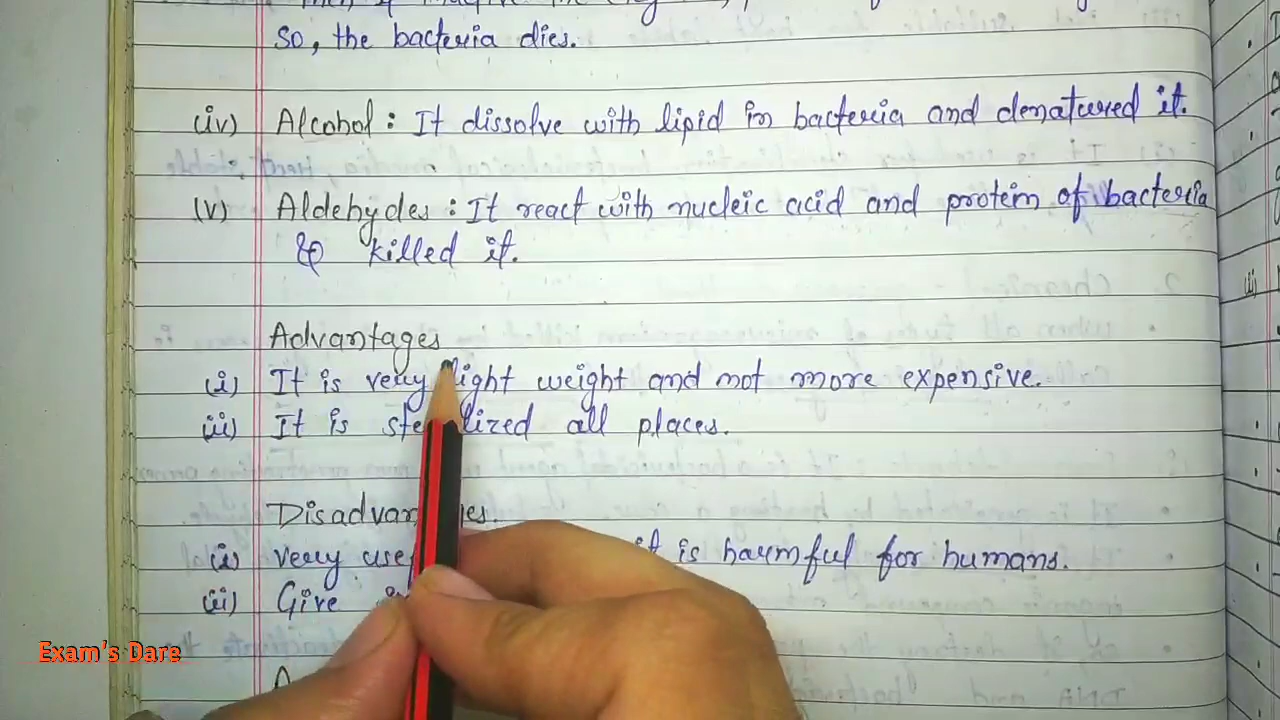 so, the bacteria dies.
(iv) Alcohol : It dissolve with lipid in bacteria and denatured it.
(v) Aldehydes : It react with nucleic acid and protein of bacteria
& killed it.
Advantages
(i) It is very light weight and not more expensive.
(ii) It is sterilized all places.
Disadvantages.
(i) very it is harmful for humans.
(ii) Give
Exam's Dare